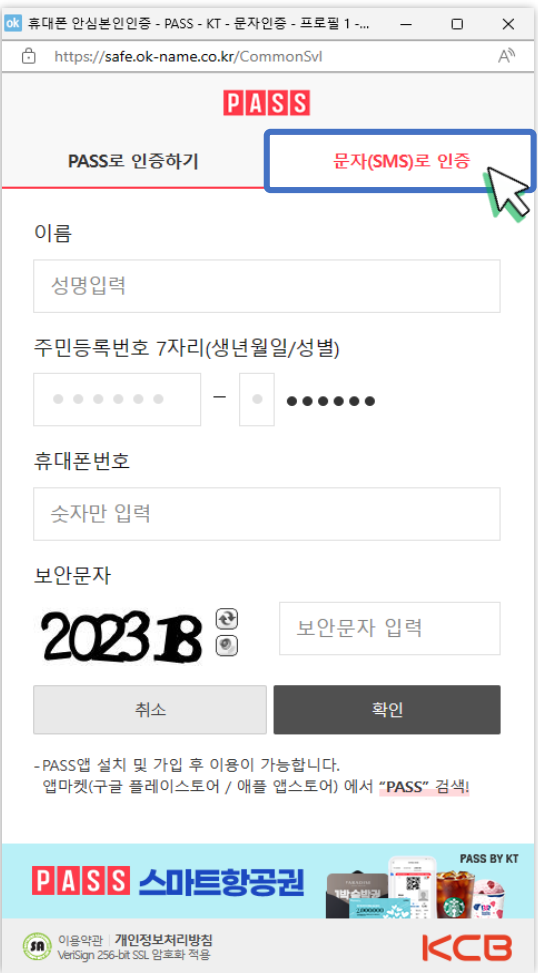 ok 휴대폰 안심본인인증 - PASS - KT - 문자인증 - 프로필 1 -...
https://safe.ok-name.co.kr/CommonSvl
PASS
PASS로 인증하기 문자(SMS)로 인증
이름
성명입력
주민등록번호 7자리(생년월일/성별)
–
휴대폰번호
숫자만 입력
보안문자
보안문자 입력
취소 확인
-PASS앱 설치 및 가입 후 이용이 가능합니다.
앱마켓(구글 플레이스토어 / 애플 앱스토어) 에서 “PASS” 검색!
PASS BY KT
PASS 스마트항공권
이용약관 개인정보처리방침
VeriSign 256-bit SSL 암호화 적용
KCB